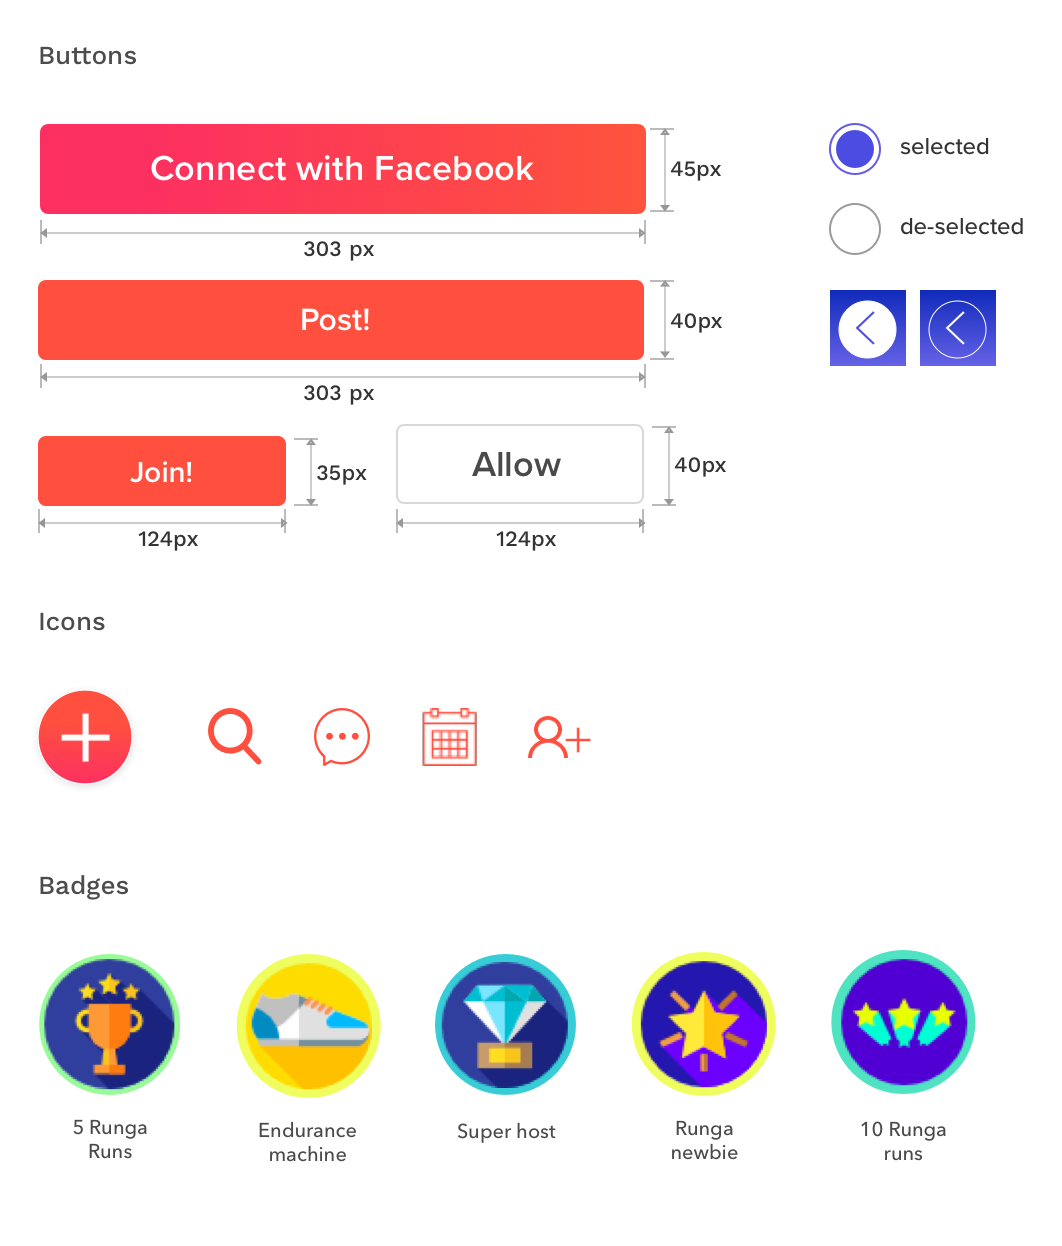 Buttons
Connect with Facebook
45px
303 px
Post!
40px
303 px
Join!
35px
124px
Allow
40px
124px
selected
de-selected
Icons
Badges
5 Runga
Runs
Endurance
machine
Super host
Runga
newbie
10 Runga
runs